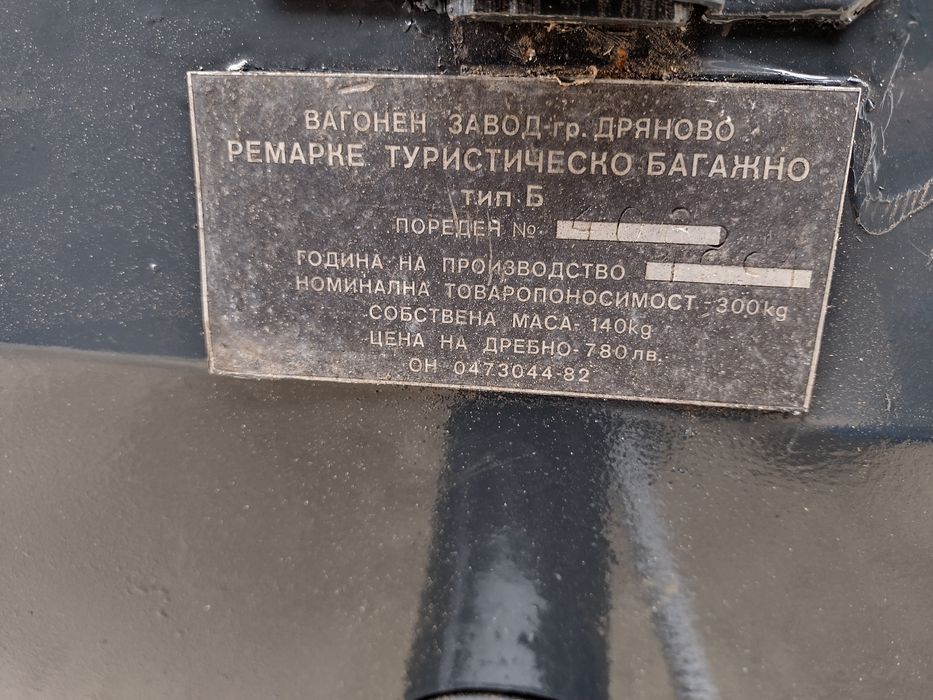 ВАГОНЕН ЗАВОД-гр. ДРЯНОВО
РЕМАРКЕ ТУРИСТИЧЕСКО БАГАЖНО
ТИП Б
ПОРЕДЕН №
ГОДИНА НА ПРОИЗВОДСТВО
НОМИНАЛНА ТОВАРОПОНОСИМОСТ-300kg
СОБСТВЕНА МАСА-140kg
ЦЕНА НА ДРЕБНО-780лв.
ОН 0473044-82